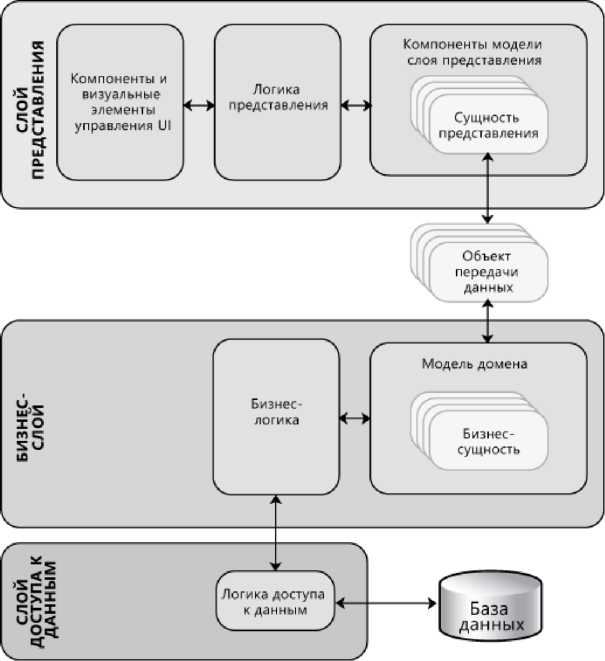 СЛОЙ
ПРЕДСТАВЛЕНИЯ
Компоненты и
визуальные
элементы
управления UI
Логика
представления
Компоненты модели
слоя представления
Сущность
представления
Объект
передачи
данных
БИЗНЕС-
СЛОЙ
Бизнес-
логика
Модель домена
Бизнес-
сущность
СЛОЙ
ДОСТУПА К
ДАННЫМ
Логика доступа
к данным
База
данных